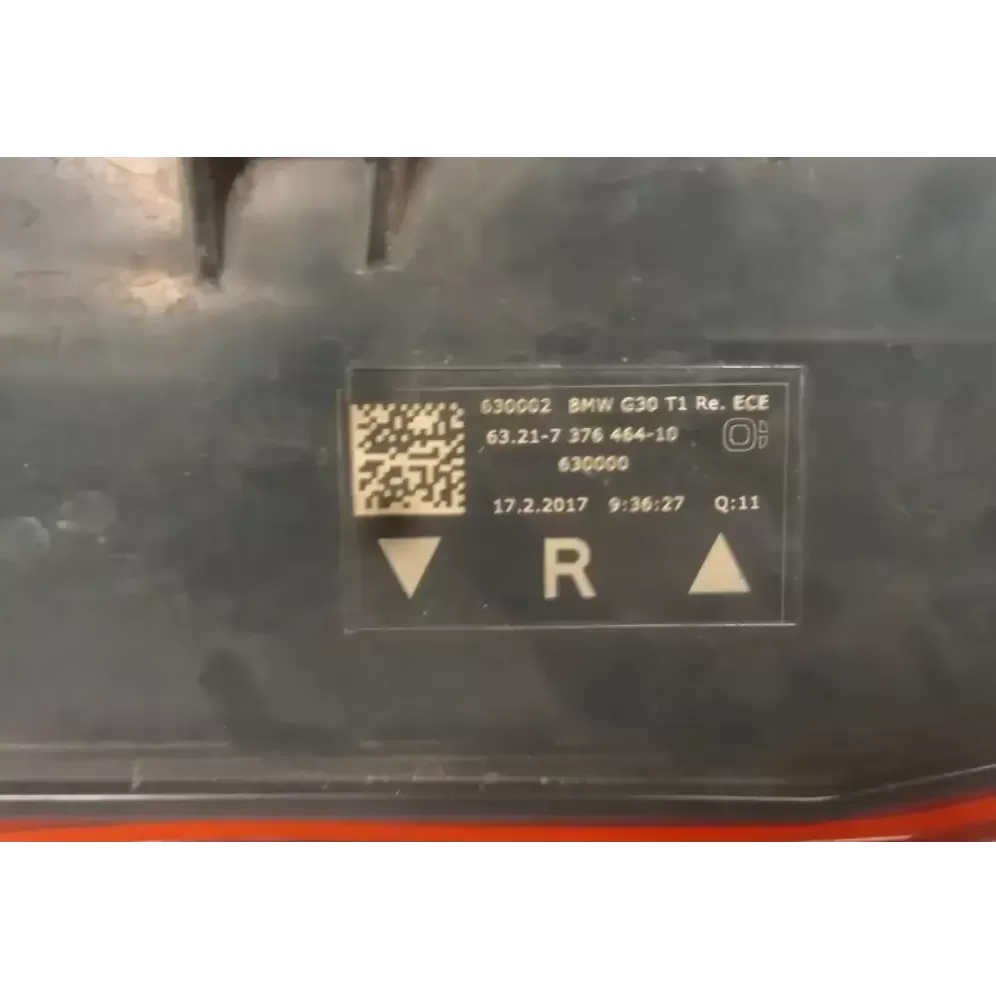 630002 BMW G30 T1 Re. ECE
63.21-7 376 464-10
630000
17.2.2017 9:36:27 Q:11
R